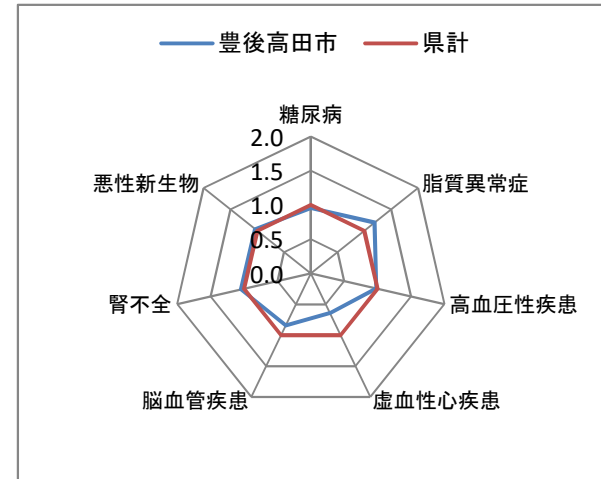 豊後高田市 県計
糖尿病
2.0
1.5
1.0
0.5
0.0
脂質異常症
高血圧性疾患
虚血性心疾患
脳血管疾患
腎不全
悪性新生物